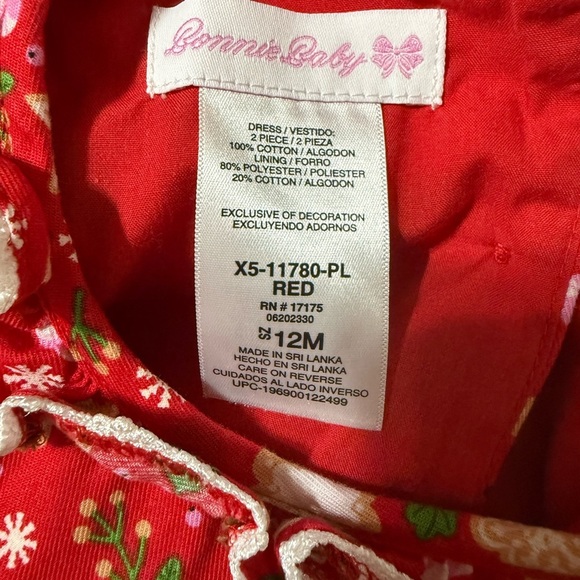 Bonnie Baby
DRESS / VESTIDO:
2 PIECE / 2 PIEZA
100% COTTON / ALGODON
LINING / FORRO
80% POLYESTER / POLIESTER
20% COTTON / ALGODON
EXCLUSIVE OF DECORATION
EXCLUYENDO ADORNOS
X5-11780-PL
RED
RN # 17175
06202330
ZS 12M
MADE IN SRI LANKA
HECHO EN SRI LANKA
CARE ON REVERSE
CUIDADOS AL LADO INVERSO
UPC-196900122499